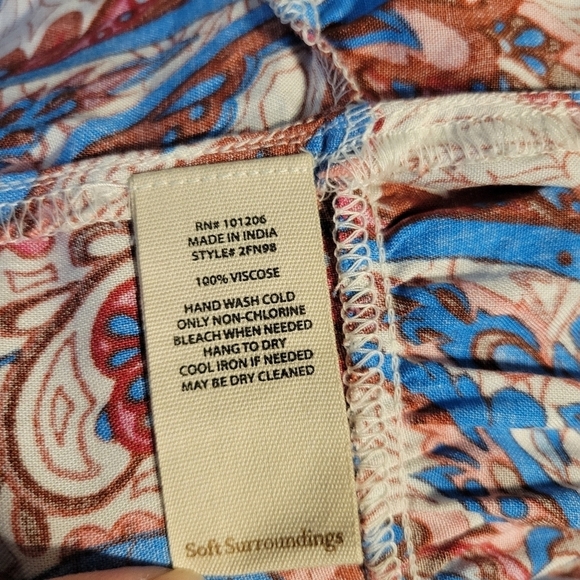 RN# 101206
MADE IN INDIA
STYLE# 2FN98
100% VISCOSE
HAND WASH COLD
ONLY NON-CHLORINE
BLEACH WHEN NEEDED
HANG TO DRY
COOL IRON IF NEEDED
MAY BE DRY CLEANED
Soft Surroundings